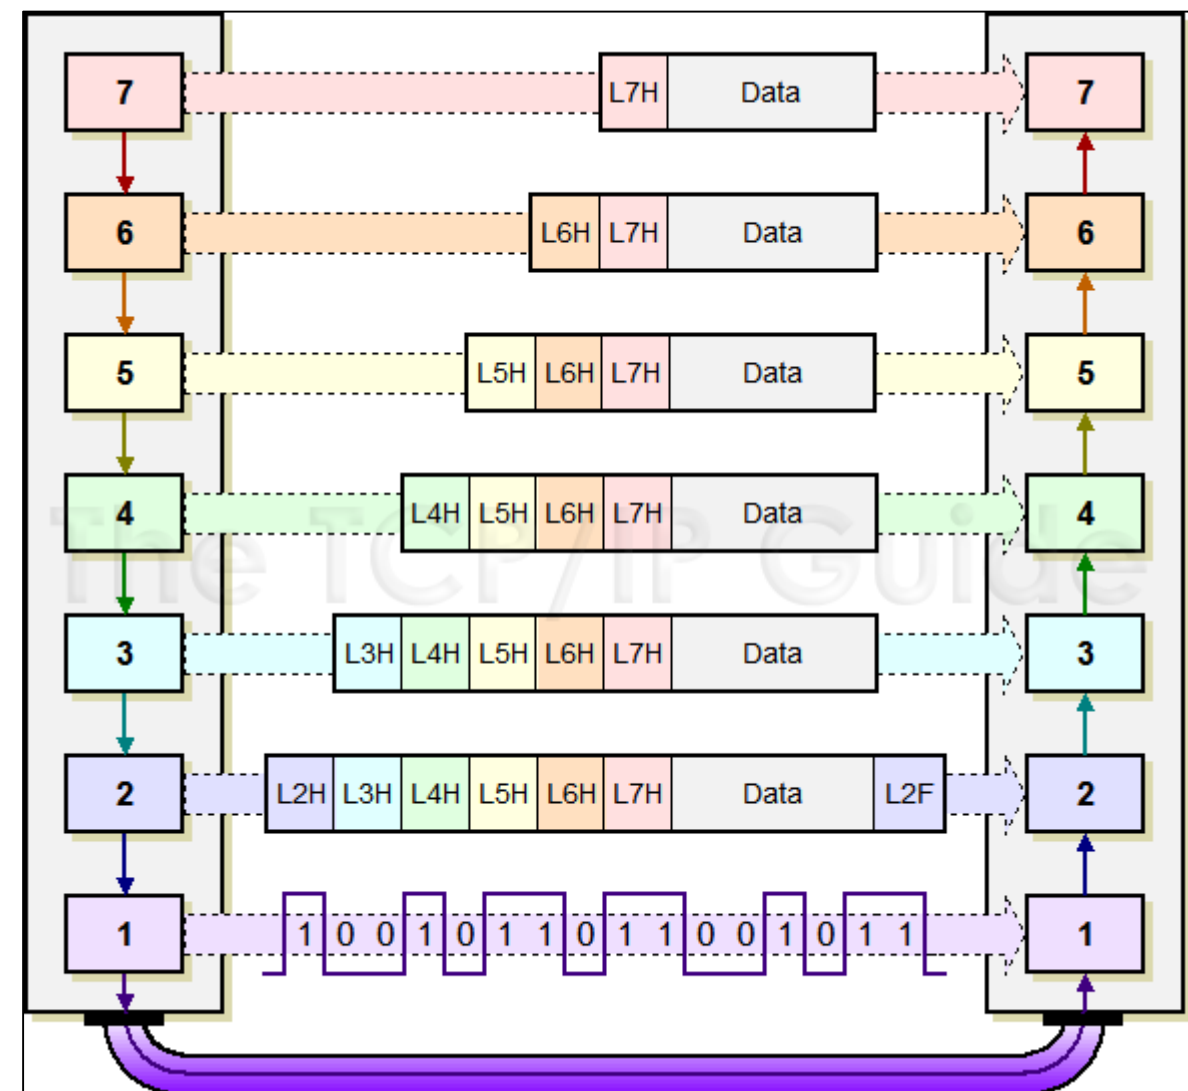 7 L7H Data 7
6 L6H L7H Data 6
5 L5H L6H L7H Data 5
4 L4H L5H L6H L7H Data 4
The TCP/IP Guide
3 L3H L4H L5H L6H L7H Data 3
2 L2H L3H L4H L5H L6H L7H Data L2F 2
1 1 0 0 1 0 1 1 0 1 1 0 0 1 0 1 1 1